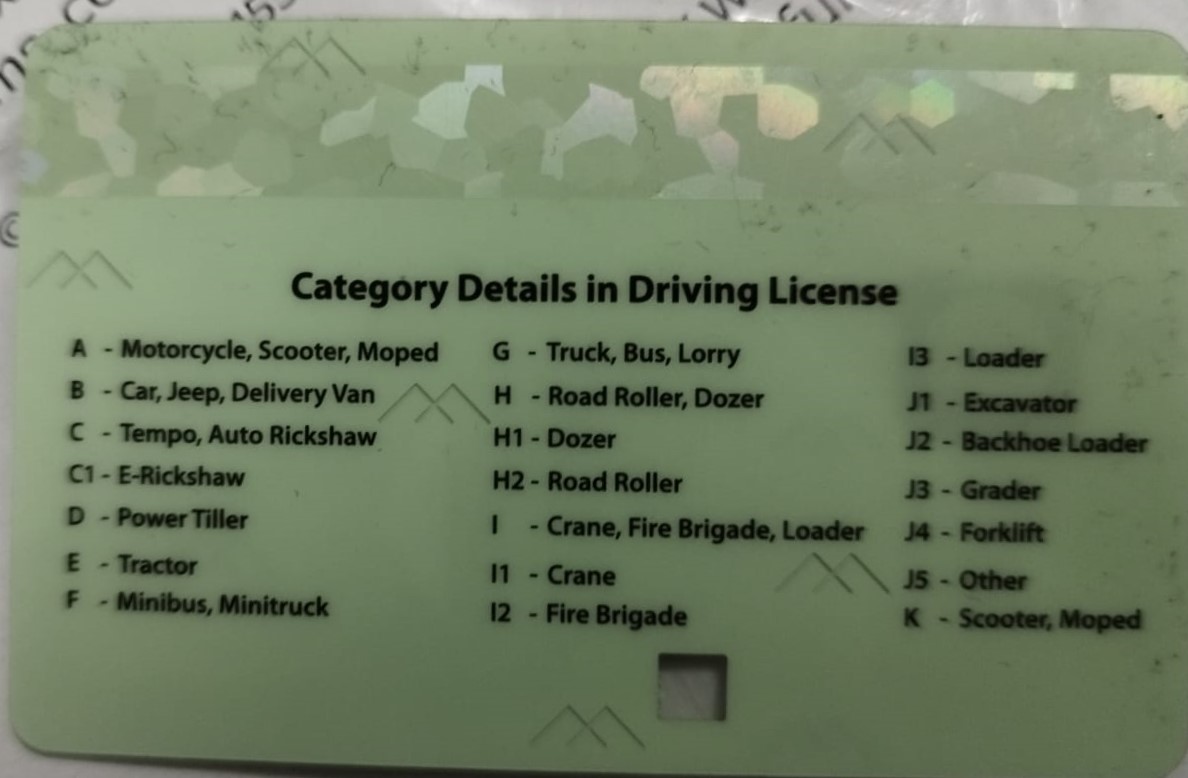 Category Details in Driving License
A - Motorcycle, Scooter, Moped
B - Car, Jeep, Delivery Van
C - Tempo, Auto Rickshaw
C1 - E-Rickshaw
D - Power Tiller
E - Tractor
F - Minibus, Minitruck
G - Truck, Bus, Lorry
H - Road Roller, Dozer
H1 - Dozer
H2 - Road Roller
I - Crane, Fire Brigade, Loader
I1 - Crane
I2 - Fire Brigade
I3 - Loader
J1 - Excavator
J2 - Backhoe Loader
J3 - Grader
J4 - Forklift
J5 - Other
K - Scooter, Moped